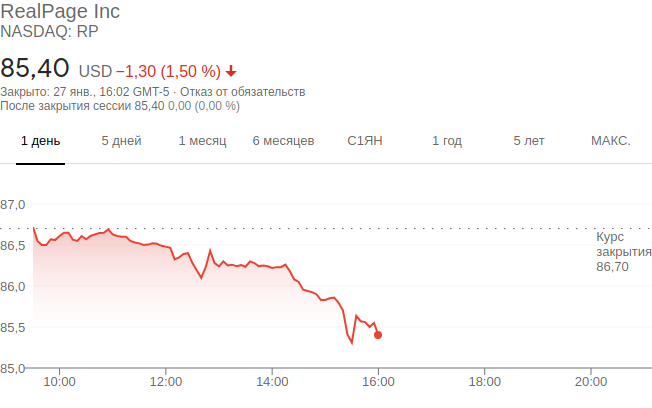 RealPage Inc
NASDAQ: RP
85,40 USD −1,30 (1,50 %)
Закрыто: 27 янв., 16:02 GMT-5 · Отказ от обязательств
После закрытия сессии 85,40 0,00 (0,00 %)
1 день 5 дней 1 месяц 6 месяцев С1ЯН 1 год 5 лет МАКС.
87,0
86,5
86,0
85,5
85,0
Курс
закрытия
86,70
10:00 12:00 14:00 16:00 18:00 20:00